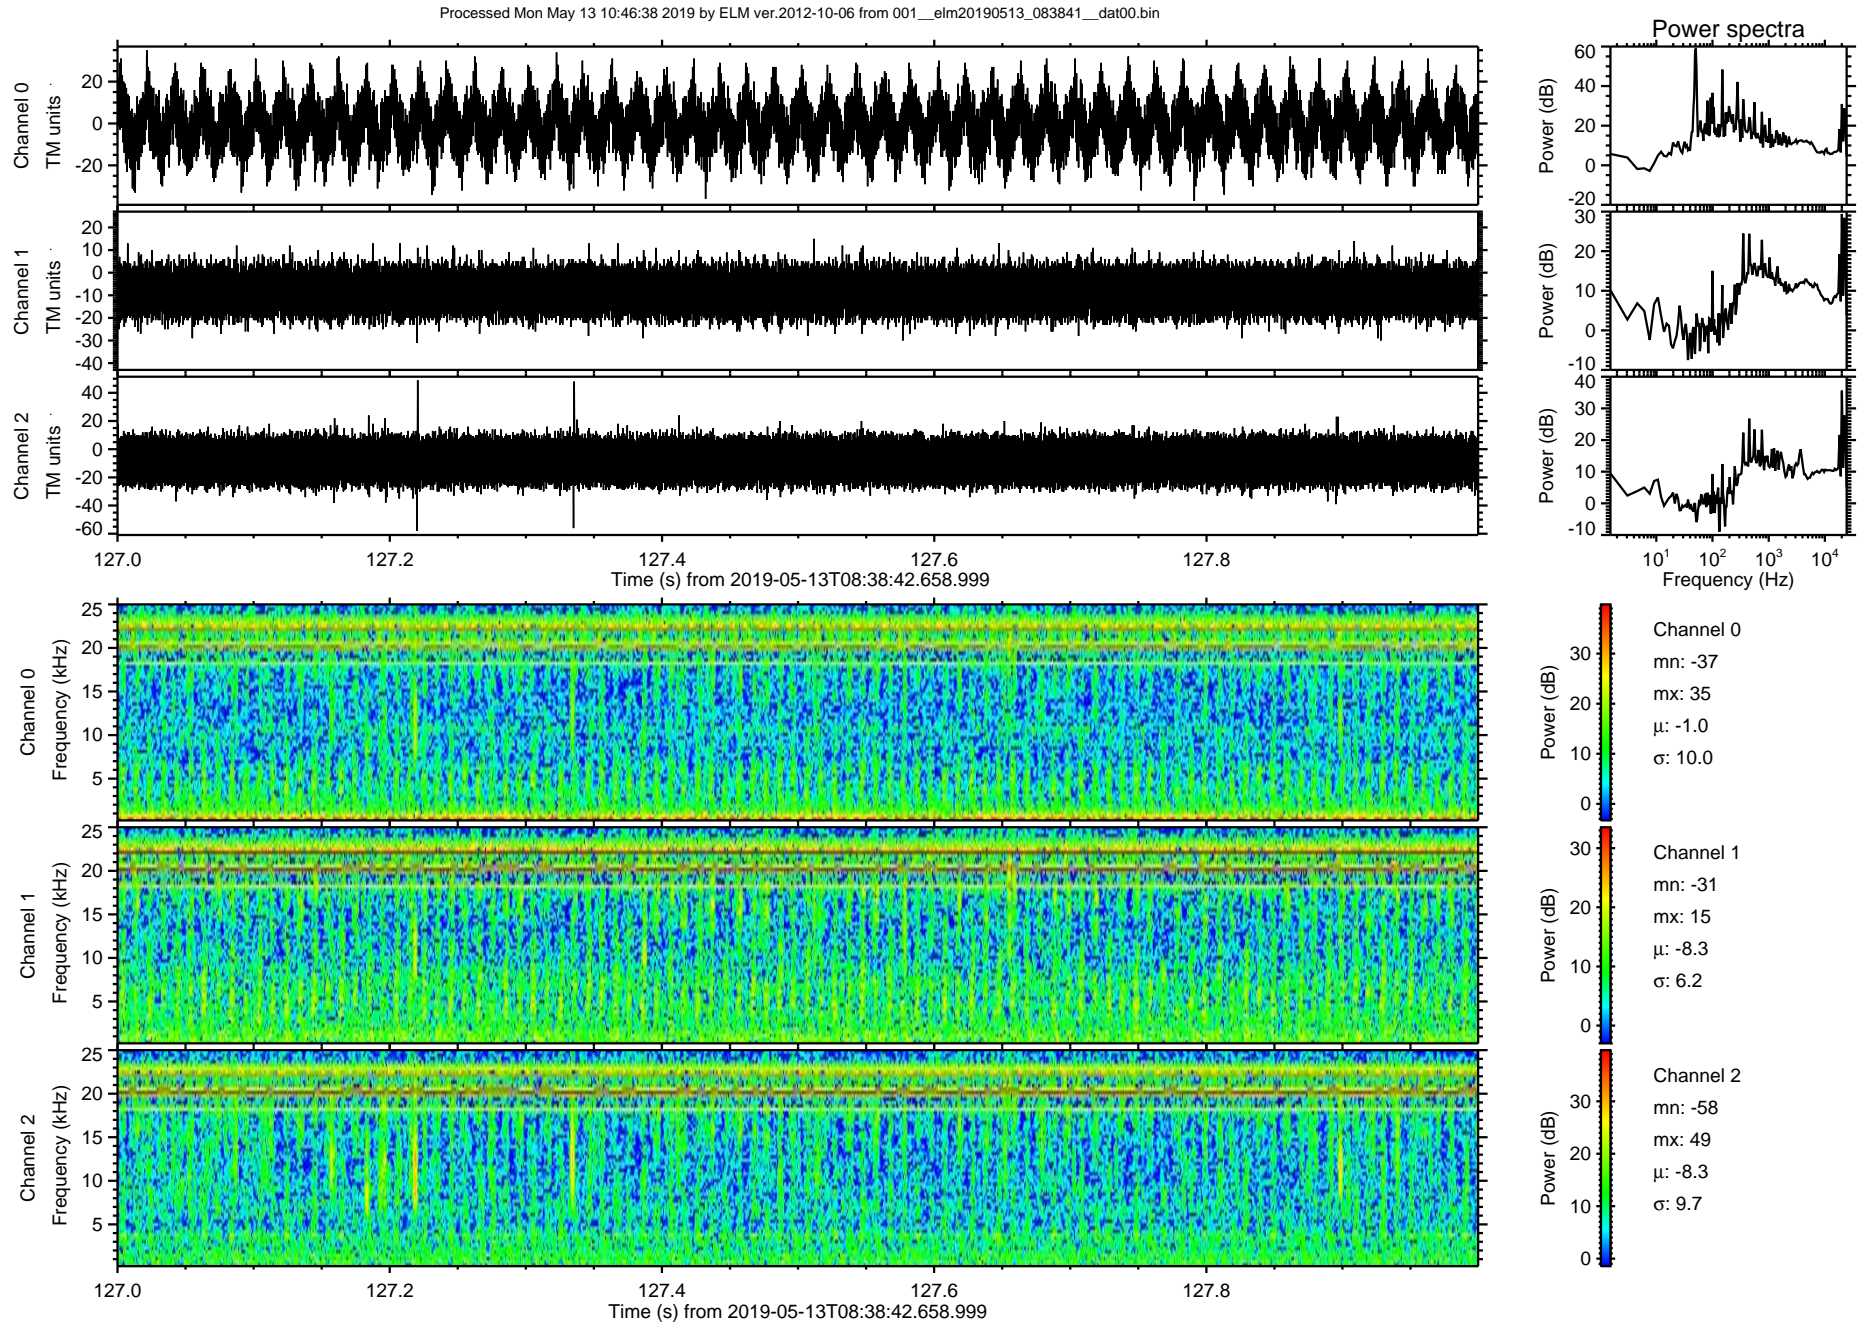 Processed Mon May 13 10:46:38 2019 by ELM ver.2012-10-06 from 001__elm20190513_083841__dat00.bin
Power spectra
Channel 0
TM units
20
0
-20
Power (dB)
60
40
20
0
-20
Channel 1
TM units
20
10
0
-10
-20
-30
-40
Power (dB)
30
20
10
0
-10
Channel 2
TM units
40
20
0
-20
-40
-60
Power (dB)
40
30
20
10
0
-10
127.0 127.2 127.4 127.6 127.8
Time (s) from 2019-05-13T08:38:42.658.999
10^1 10^2 10^3 10^4
Frequency (Hz)
Channel 0
Frequency (kHz)
25
20
15
10
5
Power (dB)
30
20
10
0
Channel 0
mn: -37
mx: 35
μ: -1.0
σ: 10.0
Channel 1
Frequency (kHz)
25
20
15
10
5
Power (dB)
30
20
10
0
Channel 1
mn: -31
mx: 15
μ: -8.3
σ: 6.2
Channel 2
Frequency (kHz)
25
20
15
10
5
Power (dB)
30
20
10
0
Channel 2
mn: -58
mx: 49
μ: -8.3
σ: 9.7
127.0 127.2 127.4 127.6 127.8
Time (s) from 2019-05-13T08:38:42.658.999